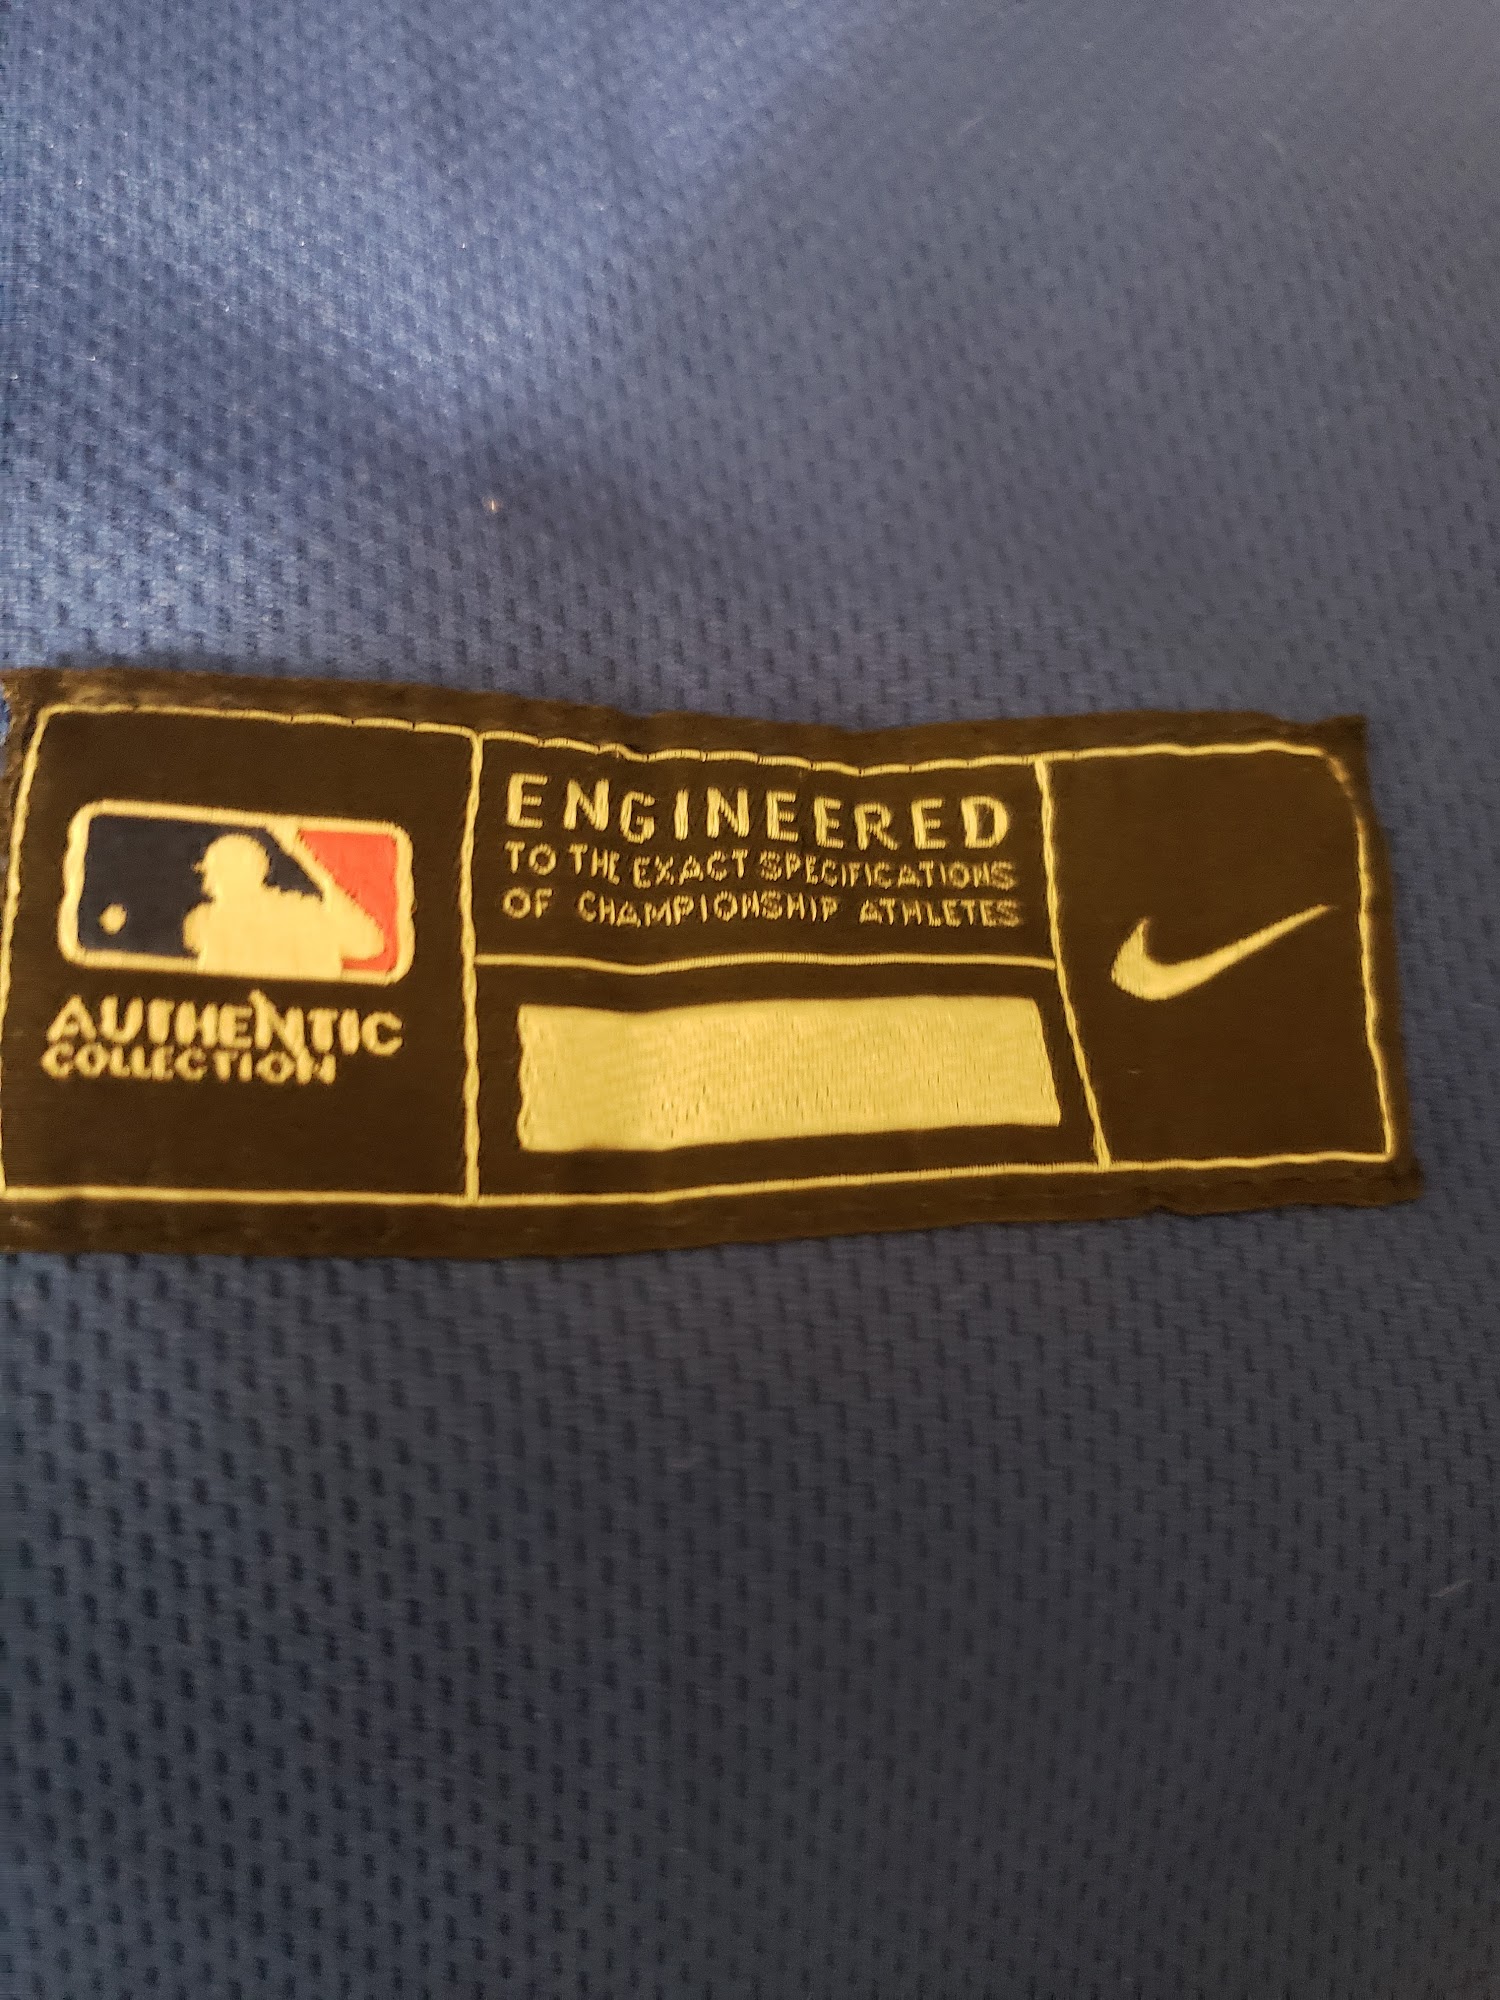 ENGINEERED
TO THE EXACT SPECIFICATIONS
OF CHAMPIONSHIP ATHLETES
AUTHENTIC
COLLECTION